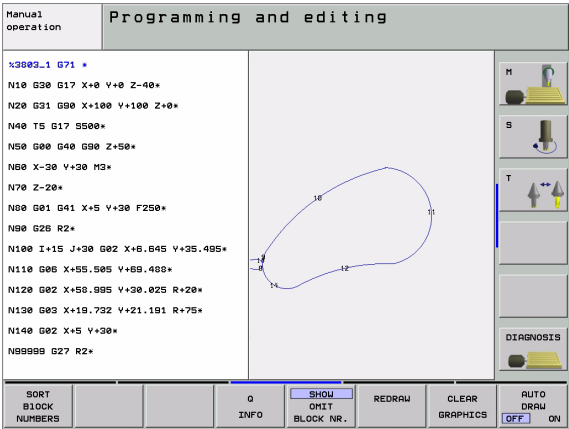 Manual
operation
Programming and editing
%3803_1 G71 *
N10 G30 G17 X+0 Y+0 Z-40*
N20 G31 G90 X+100 Y+100 Z+0*
N40 T5 G17 S500*
N50 G00 G40 G90 Z+50*
N60 X-30 Y+30 M3*
N70 Z-20*
N80 G01 G41 X+5 Y+30 F250*
N90 G26 R2*
N100 I+15 J+30 G02 X+6.645 Y+35.495*
N110 G06 X+55.505 Y+69.488*
N120 G02 X+58.995 Y+30.025 R+20*
N130 G03 X+19.732 Y+21.191 R+75*
N140 G02 X+5 Y+30*
N99999 G27 R2*
10
11
12
8
M
S
T
DIAGNOSIS
SORT
BLOCK
NUMBERS
Q
INFO
SHOW
OMIT
BLOCK NR.
REDRAW
CLEAR
GRAPHICS
AUTO
DRAW
OFF ON